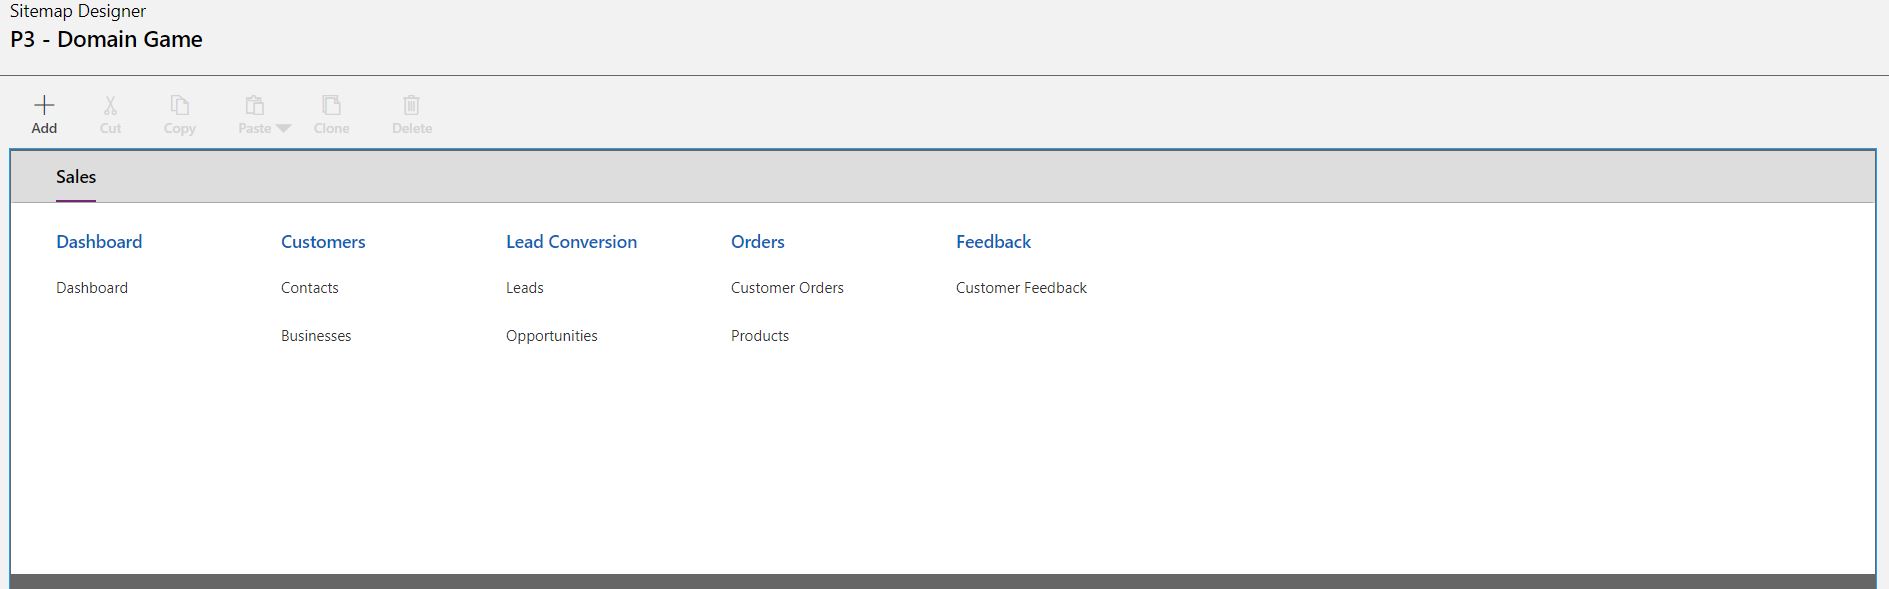 Sitemap Designer
P3 - Domain Game
Add Cut Copy Paste Clone Delete
Sales
Dashboard Customers Lead Conversion Orders Feedback
Dashboard Contacts Leads Customer Orders Customer Feedback
Businesses Opportunities Products